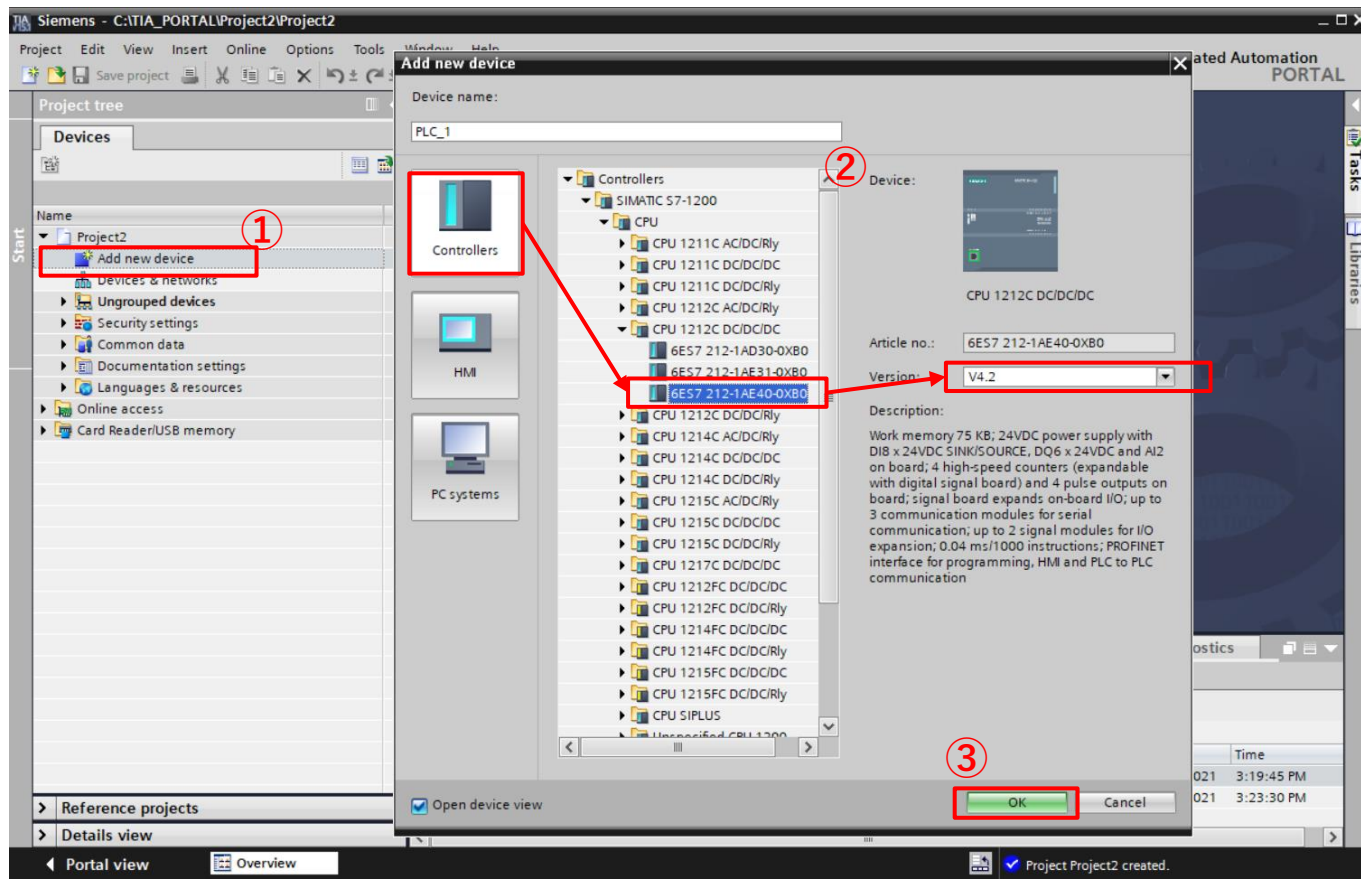 Siemens - C:\TIA_PORTAL\Project2\Project2
Project Edit View Insert Online Options Tools Window Help
Save project
ated Automation
PORTAL
Project tree
Devices
Name
Project2
①
Add new device
Devices & networks
Ungrouped devices
Security settings
Common data
Documentation settings
Languages & resources
Online access
Card Reader/USB memory
Reference projects
Details view
Start
Add new device
Device name:
PLC_1
Controllers
HMI
PC systems
②
Controllers
SIMATIC S7-1200
CPU
CPU 1211C AC/DC/Rly
CPU 1211C DC/DC/DC
CPU 1211C DC/DC/Rly
CPU 1212C AC/DC/Rly
CPU 1212C DC/DC/DC
6ES7 212-1AD30-0XB0
6ES7 212-1AE31-0XB0
6ES7 212-1AE40-0XB0
CPU 1212C DC/DC/Rly
CPU 1214C AC/DC/Rly
CPU 1214C DC/DC/DC
CPU 1214C DC/DC/Rly
CPU 1215C AC/DC/Rly
CPU 1215C DC/DC/DC
CPU 1215C DC/DC/Rly
CPU 1217C DC/DC/DC
CPU 1212FC DC/DC/DC
CPU 1212FC DC/DC/Rly
CPU 1214FC DC/DC/DC
CPU 1214FC DC/DC/Rly
CPU 1215FC DC/DC/DC
CPU 1215FC DC/DC/Rly
CPU SIPLUS
Unspecified CPU 1200
Device:
CPU 1212C DC/DC/DC
Article no.: 6ES7 212-1AE40-0XB0
Version: V4.2
Description:
Work memory 75 KB; 24VDC power supply with
DI8 x 24VDC SINK/SOURCE, DQ6 x 24VDC and AI2
on board; 4 high-speed counters (expandable
with digital signal board) and 4 pulse outputs on
board; signal board expands on-board I/O; up to
3 communication modules for serial
communication; up to 2 signal modules for I/O
expansion; 0.04 ms/1000 instructions; PROFINET
interface for programming, HMI and PLC to PLC
communication
③
Open device view
OK Cancel
Tasks
Libraries
ostics
Time
021 3:19:45 PM
021 3:23:30 PM
Portal view Overview
Project Project2 created.